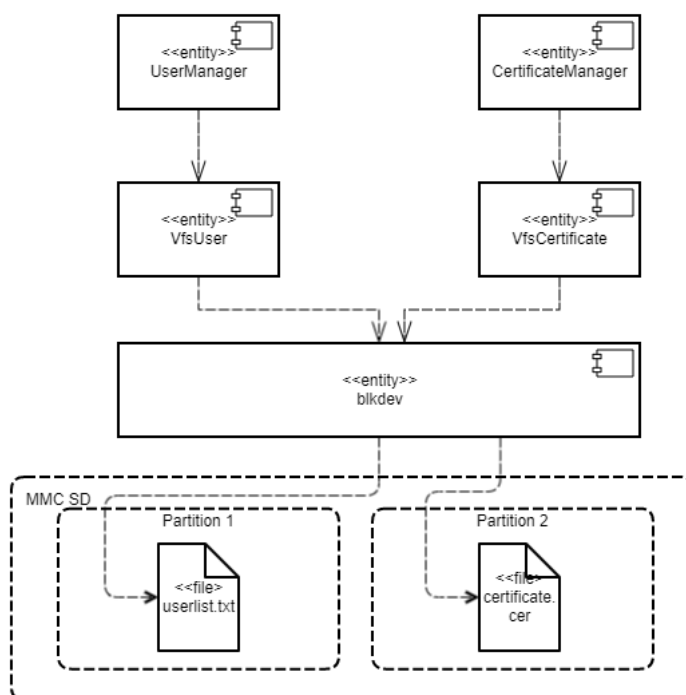 <<entity>>
UserManager
<<entity>>
CertificateManager
<<entity>>
VfsUser
<<entity>>
VfsCertificate
<<entity>>
blkdev
MMC SD
Partition 1
Partition 2
<<file>
userlist.txt
<<file>
certificate.
cer